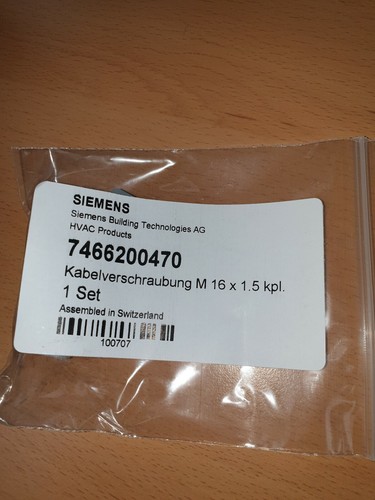 SIEMENS
Siemens Building Technologies AG
HVAC Products
7466200470
Kabelverschraubung M 16 x 1.5 kpl.
1 Set
Assembled in Switzerland
100707